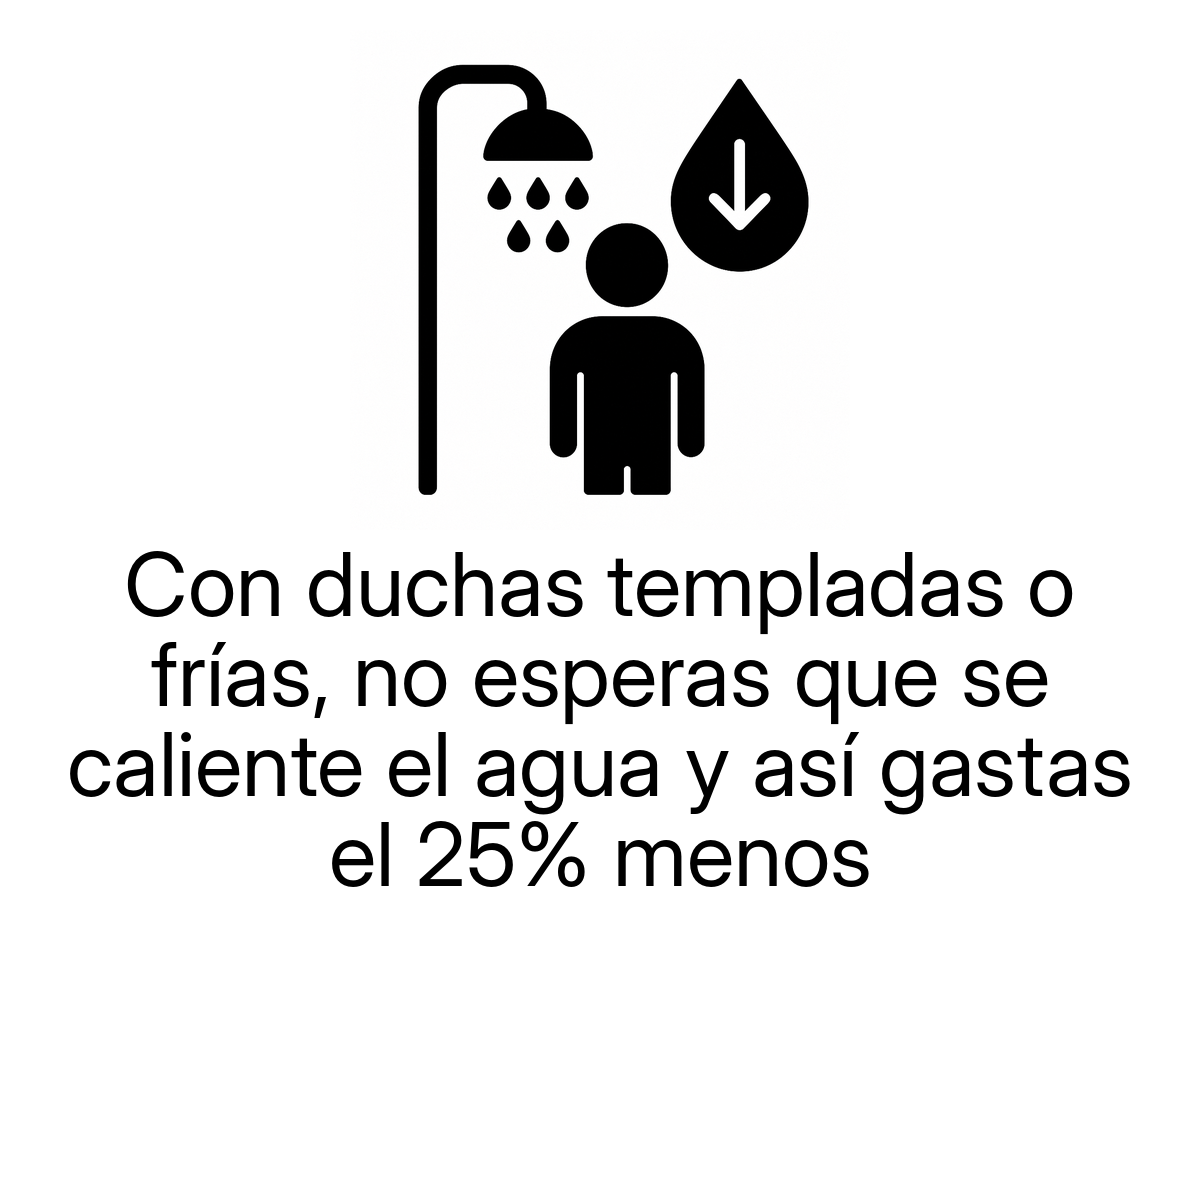 Con duchas templadas o
frías, no esperas que se
caliente el agua y así gastas
el 25% menos